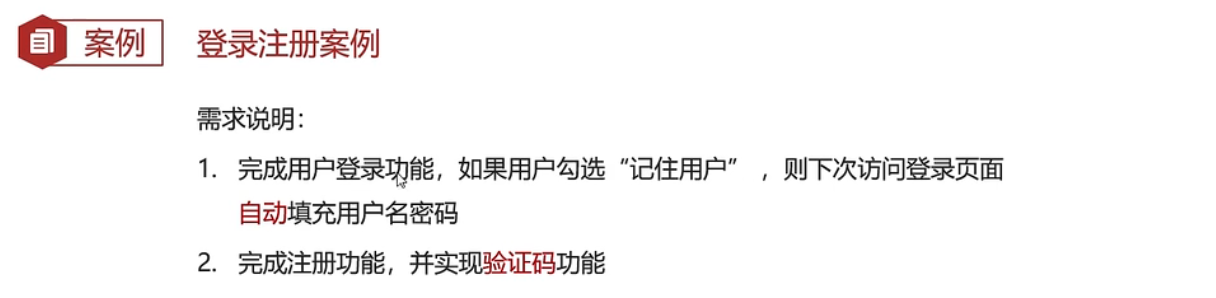 案例 登录注册案例
需求说明：
1. 完成用户登录功能，如果用户勾选“记住用户” ，则下次访问登录页面
自动填充用户名密码
2. 完成注册功能，并实现验证码功能